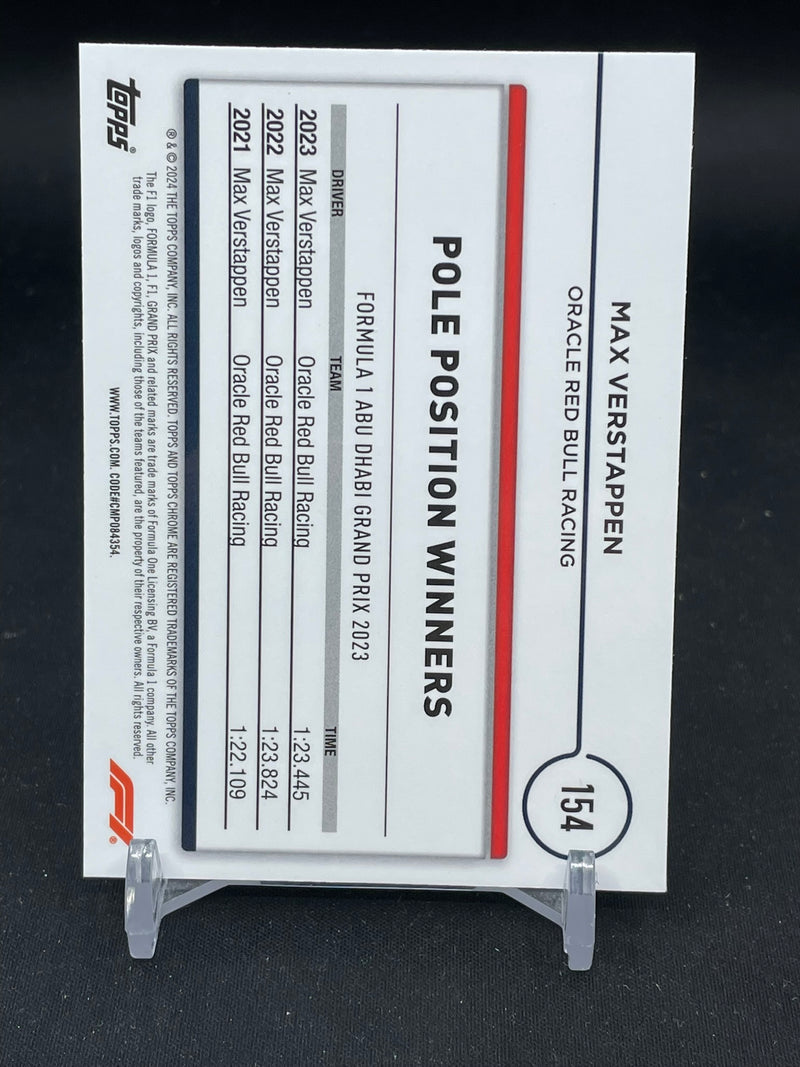 MAX VERSTAPPEN
ORACLE RED BULL RACING
154
POLE POSITION WINNERS
FORMULA 1 ABU DHABI GRAND PRIX 2023
DRIVER TEAM TIME
2023 Max Verstappen Oracle Red Bull Racing 1:23.445
2022 Max Verstappen Oracle Red Bull Racing 1:23.824
2021 Max Verstappen Oracle Red Bull Racing 1:22.109
® & © 2024 THE TOPPS COMPANY, INC. ALL RIGHTS RESERVED. TOPPS AND TOPPS CHROME ARE REGISTERED TRADEMARKS OF THE TOPPS COMPANY, INC.
The F1 logo, FORMULA 1, F1, GRAND PRIX and related marks are trade marks of Formula One Licensing BV, a Formula 1 company. All other
trade marks, logos and copyrights, including those of the teams featured, are the property of their respective owners. All rights reserved.
WWW.TOPPS.COM. CODE#CMP084354.
topps®
F1®